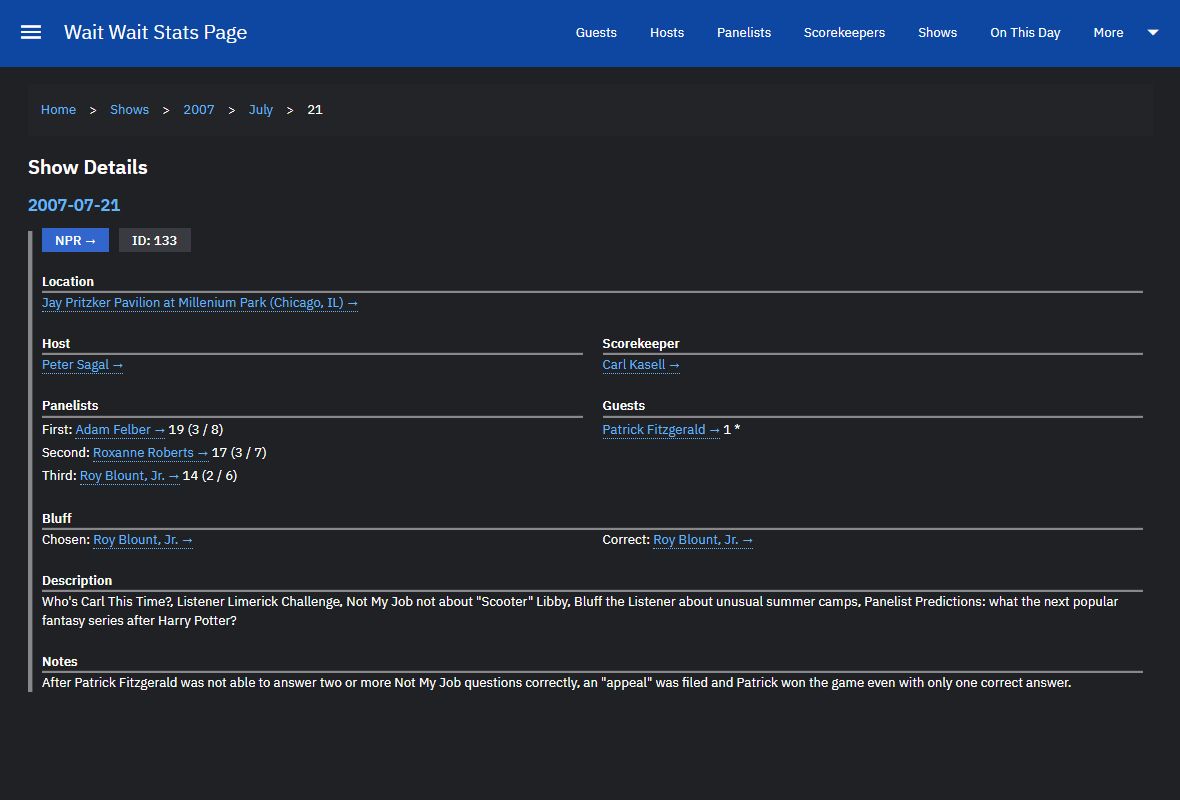 Wait Wait Stats Page
Guests Hosts Panelists Scorekeepers Shows On This Day More
Home > Shows > 2007 > July > 21
Show Details
2007-07-21
NPR → ID: 133
Location
Jay Pritzker Pavilion at Millenium Park (Chicago, IL) →
Host
Peter Sagal →
Scorekeeper
Carl Kasell →
Panelists
First: Adam Felber → 19 (3 / 8)
Second: Roxanne Roberts → 17 (3 / 7)
Third: Roy Blount, Jr. → 14 (2 / 6)
Guests
Patrick Fitzgerald → 1 *
Bluff
Chosen: Roy Blount, Jr. →
Correct: Roy Blount, Jr. →
Description
Who's Carl This Time?, Listener Limerick Challenge, Not My Job not about "Scooter" Libby, Bluff the Listener about unusual summer camps, Panelist Predictions: what the next popular
fantasy series after Harry Potter?
Notes
After Patrick Fitzgerald was not able to answer two or more Not My Job questions correctly, an "appeal" was filed and Patrick won the game even with only one correct answer.